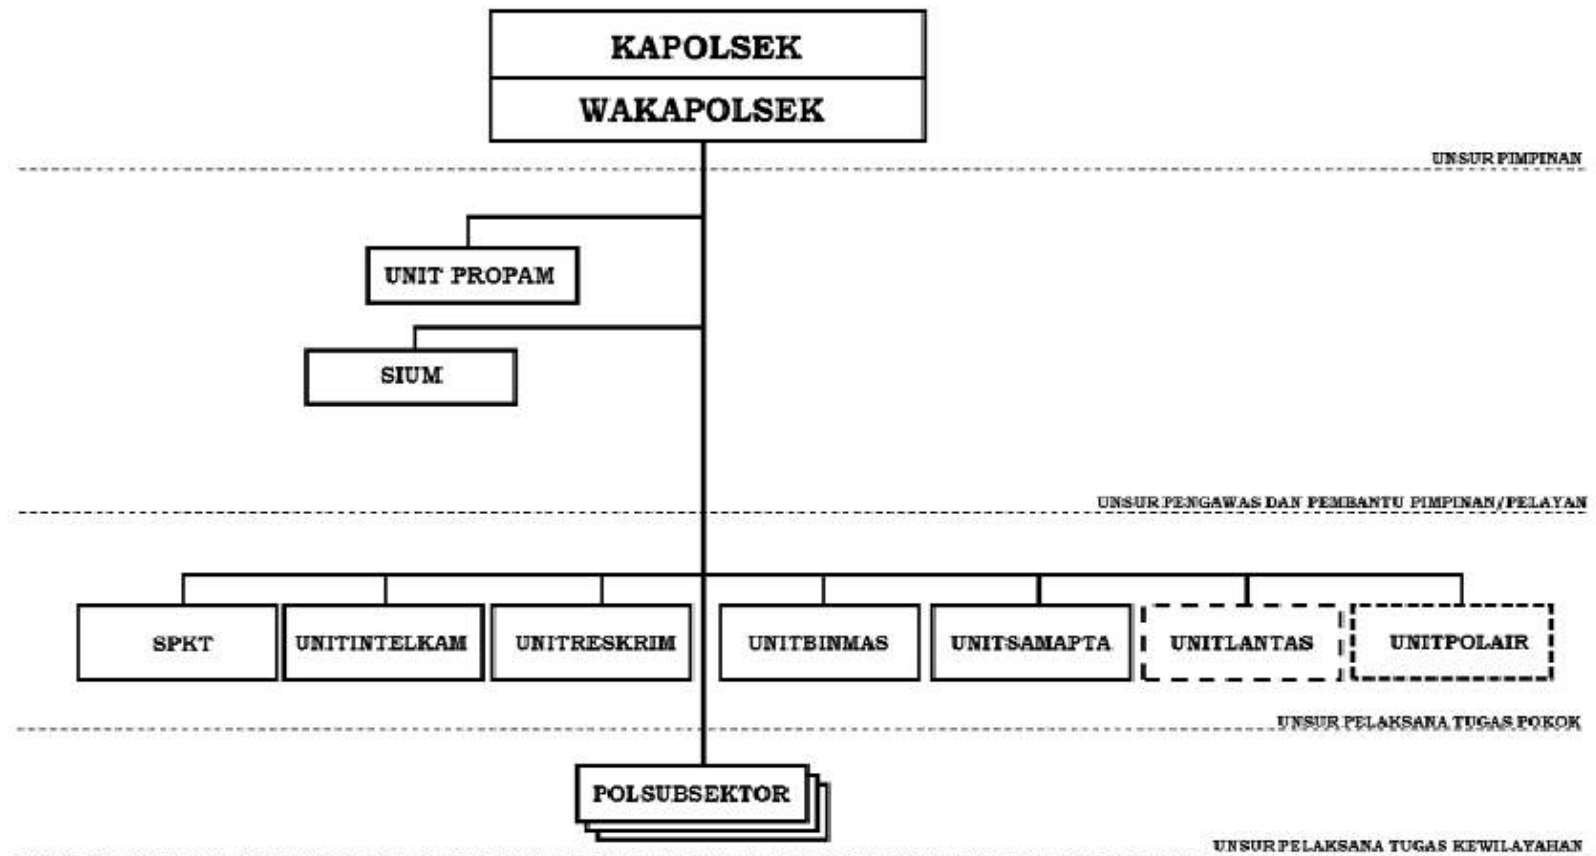 KAPOLSEK
WAKAPOLSEK
UNSUR PIMPINAN
UNIT PROPAM
SIUM
UNSUR PENGAWAS DAN PEMBANTU PIMPINAN/PELAYAN
SPKT
UNITINTELKAM
UNITRESKRIM
UNITBINMAS
UNITSAMAPTA
UNITLANTAS
UNITPOLAIR
UNSUR PELAKSANA TUGAS POKOK
POLSUBSEKTOR
UNSUR PELAKSANA TUGAS KEWILAYAHAN